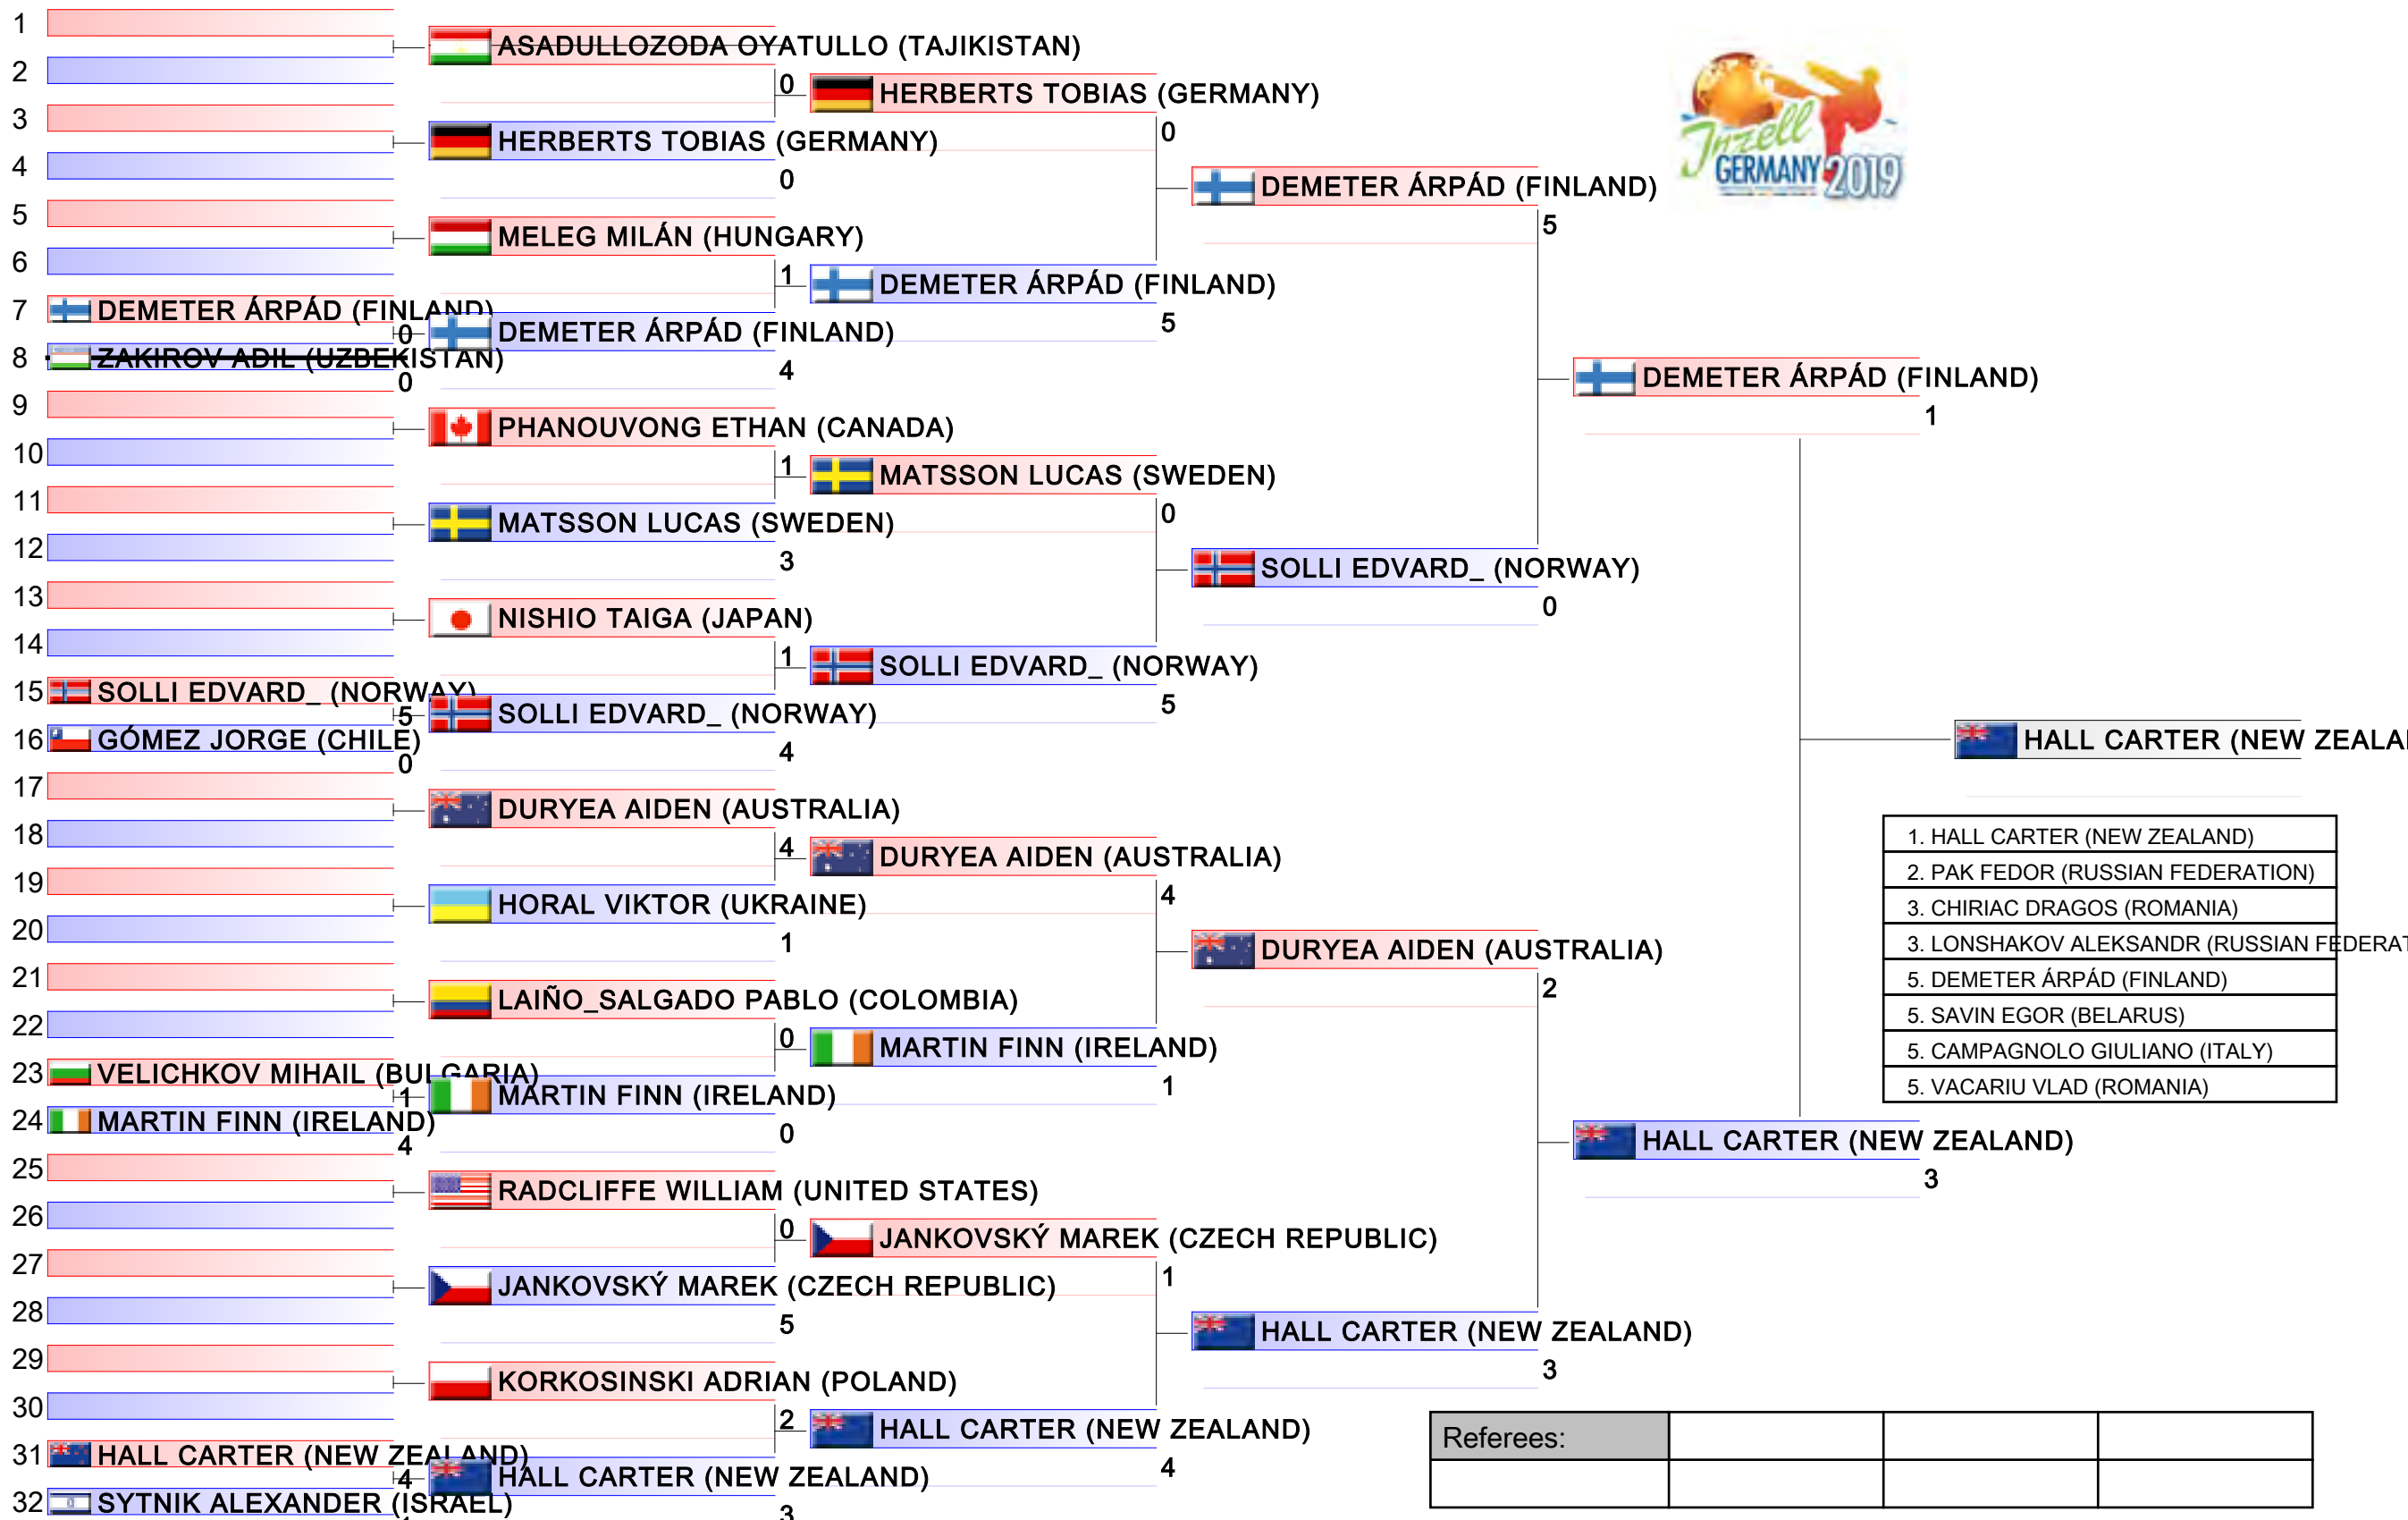 1
2
3
4
5
6
7 DEMETER ÁRPÁD (FINLAND)
0
8 ZAKIROV ADIL (UZBEKISTAN)
0
9
10
11
12
13
14
15 SOLLI EDVARD_ (NORWAY)
5
16 GÓMEZ JORGE (CHILE)
0
17
18
19
20
21
22
23 VELICHKOV MIHAIL (BULGARIA)
1
24 MARTIN FINN (IRELAND)
4
25
26
27
28
29
30
31 HALL CARTER (NEW ZEALAND)
4
32 SYTNIK ALEXANDER (ISRAEL)
ASADULLOZODA OYATULLO (TAJIKISTAN)
0
HERBERTS TOBIAS (GERMANY)
0
MELEG MILÁN (HUNGARY)
1
DEMETER ÁRPÁD (FINLAND)
4
PHANOUVONG ETHAN (CANADA)
1
MATSSON LUCAS (SWEDEN)
3
NISHIO TAIGA (JAPAN)
1
SOLLI EDVARD_ (NORWAY)
4
DURYEA AIDEN (AUSTRALIA)
4
HORAL VIKTOR (UKRAINE)
1
LAIÑO_SALGADO PABLO (COLOMBIA)
0
MARTIN FINN (IRELAND)
0
RADCLIFFE WILLIAM (UNITED STATES)
0
JANKOVSKÝ MAREK (CZECH REPUBLIC)
5
KORKOSINSKI ADRIAN (POLAND)
2
HALL CARTER (NEW ZEALAND)
3
HERBERTS TOBIAS (GERMANY)
0
DEMETER ÁRPÁD (FINLAND)
5
MATSSON LUCAS (SWEDEN)
0
SOLLI EDVARD_ (NORWAY)
5
DURYEA AIDEN (AUSTRALIA)
4
MARTIN FINN (IRELAND)
1
JANKOVSKÝ MAREK (CZECH REPUBLIC)
1
HALL CARTER (NEW ZEALAND)
4
DEMETER ÁRPÁD (FINLAND)
5
SOLLI EDVARD_ (NORWAY)
0
DURYEA AIDEN (AUSTRALIA)
2
HALL CARTER (NEW ZEALAND)
3
DEMETER ÁRPÁD (FINLAND)
1
HALL CARTER (NEW ZEALAND)
3
Inzell
GERMANY 2019
HALL CARTER (NEW ZEALA
1. HALL CARTER (NEW ZEALAND)
2. PAK FEDOR (RUSSIAN FEDERATION)
3. CHIRIAC DRAGOS (ROMANIA)
3. LONSHAKOV ALEKSANDR (RUSSIAN FEDERAT
5. DEMETER ÁRPÁD (FINLAND)
5. SAVIN EGOR (BELARUS)
5. CAMPAGNOLO GIULIANO (ITALY)
5. VACARIU VLAD (ROMANIA)
Referees: